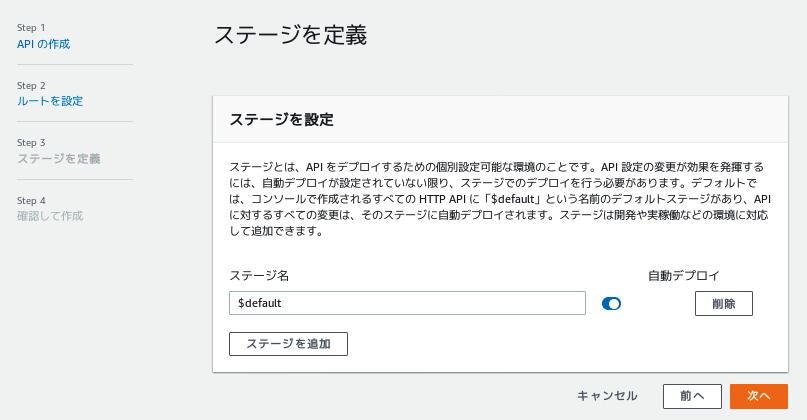 Step 1
API の作成
Step 2
ルートを設定
Step 3
ステージを定義
Step 4
確認して作成
ステージを定義
ステージを設定
ステージとは、API をデプロイするための個別設定可能な環境のことです。API 設定の変更が効果を発揮する
には、自動デプロイが設定されていない限り、ステージでのデプロイを行う必要があります。デフォルトで
は、コンソールで作成されるすべての HTTP API に「$default」という名前のデフォルトステージがあり、API
に対するすべての変更は、そのステージに自動デプロイされます。ステージは開発や実稼働などの環境に対応
して追加できます。
ステージ名
自動デプロイ
$default
削除
ステージを追加
キャンセル
前へ
次へ